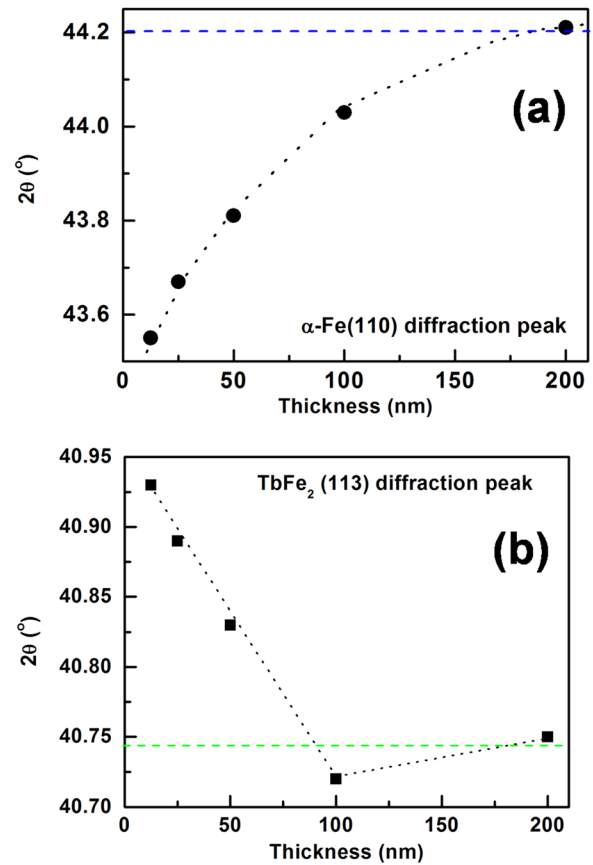 44.2
44.0
43.8
43.6
2θ (°)
(a)
α-Fe(110) diffraction peak
0 50 100 150 200
Thickness (nm)
40.95
40.90
40.85
40.80
40.75
40.70
2θ (°)
TbFe₂ (113) diffraction peak
(b)
0 50 100 150 200
Thickness (nm)